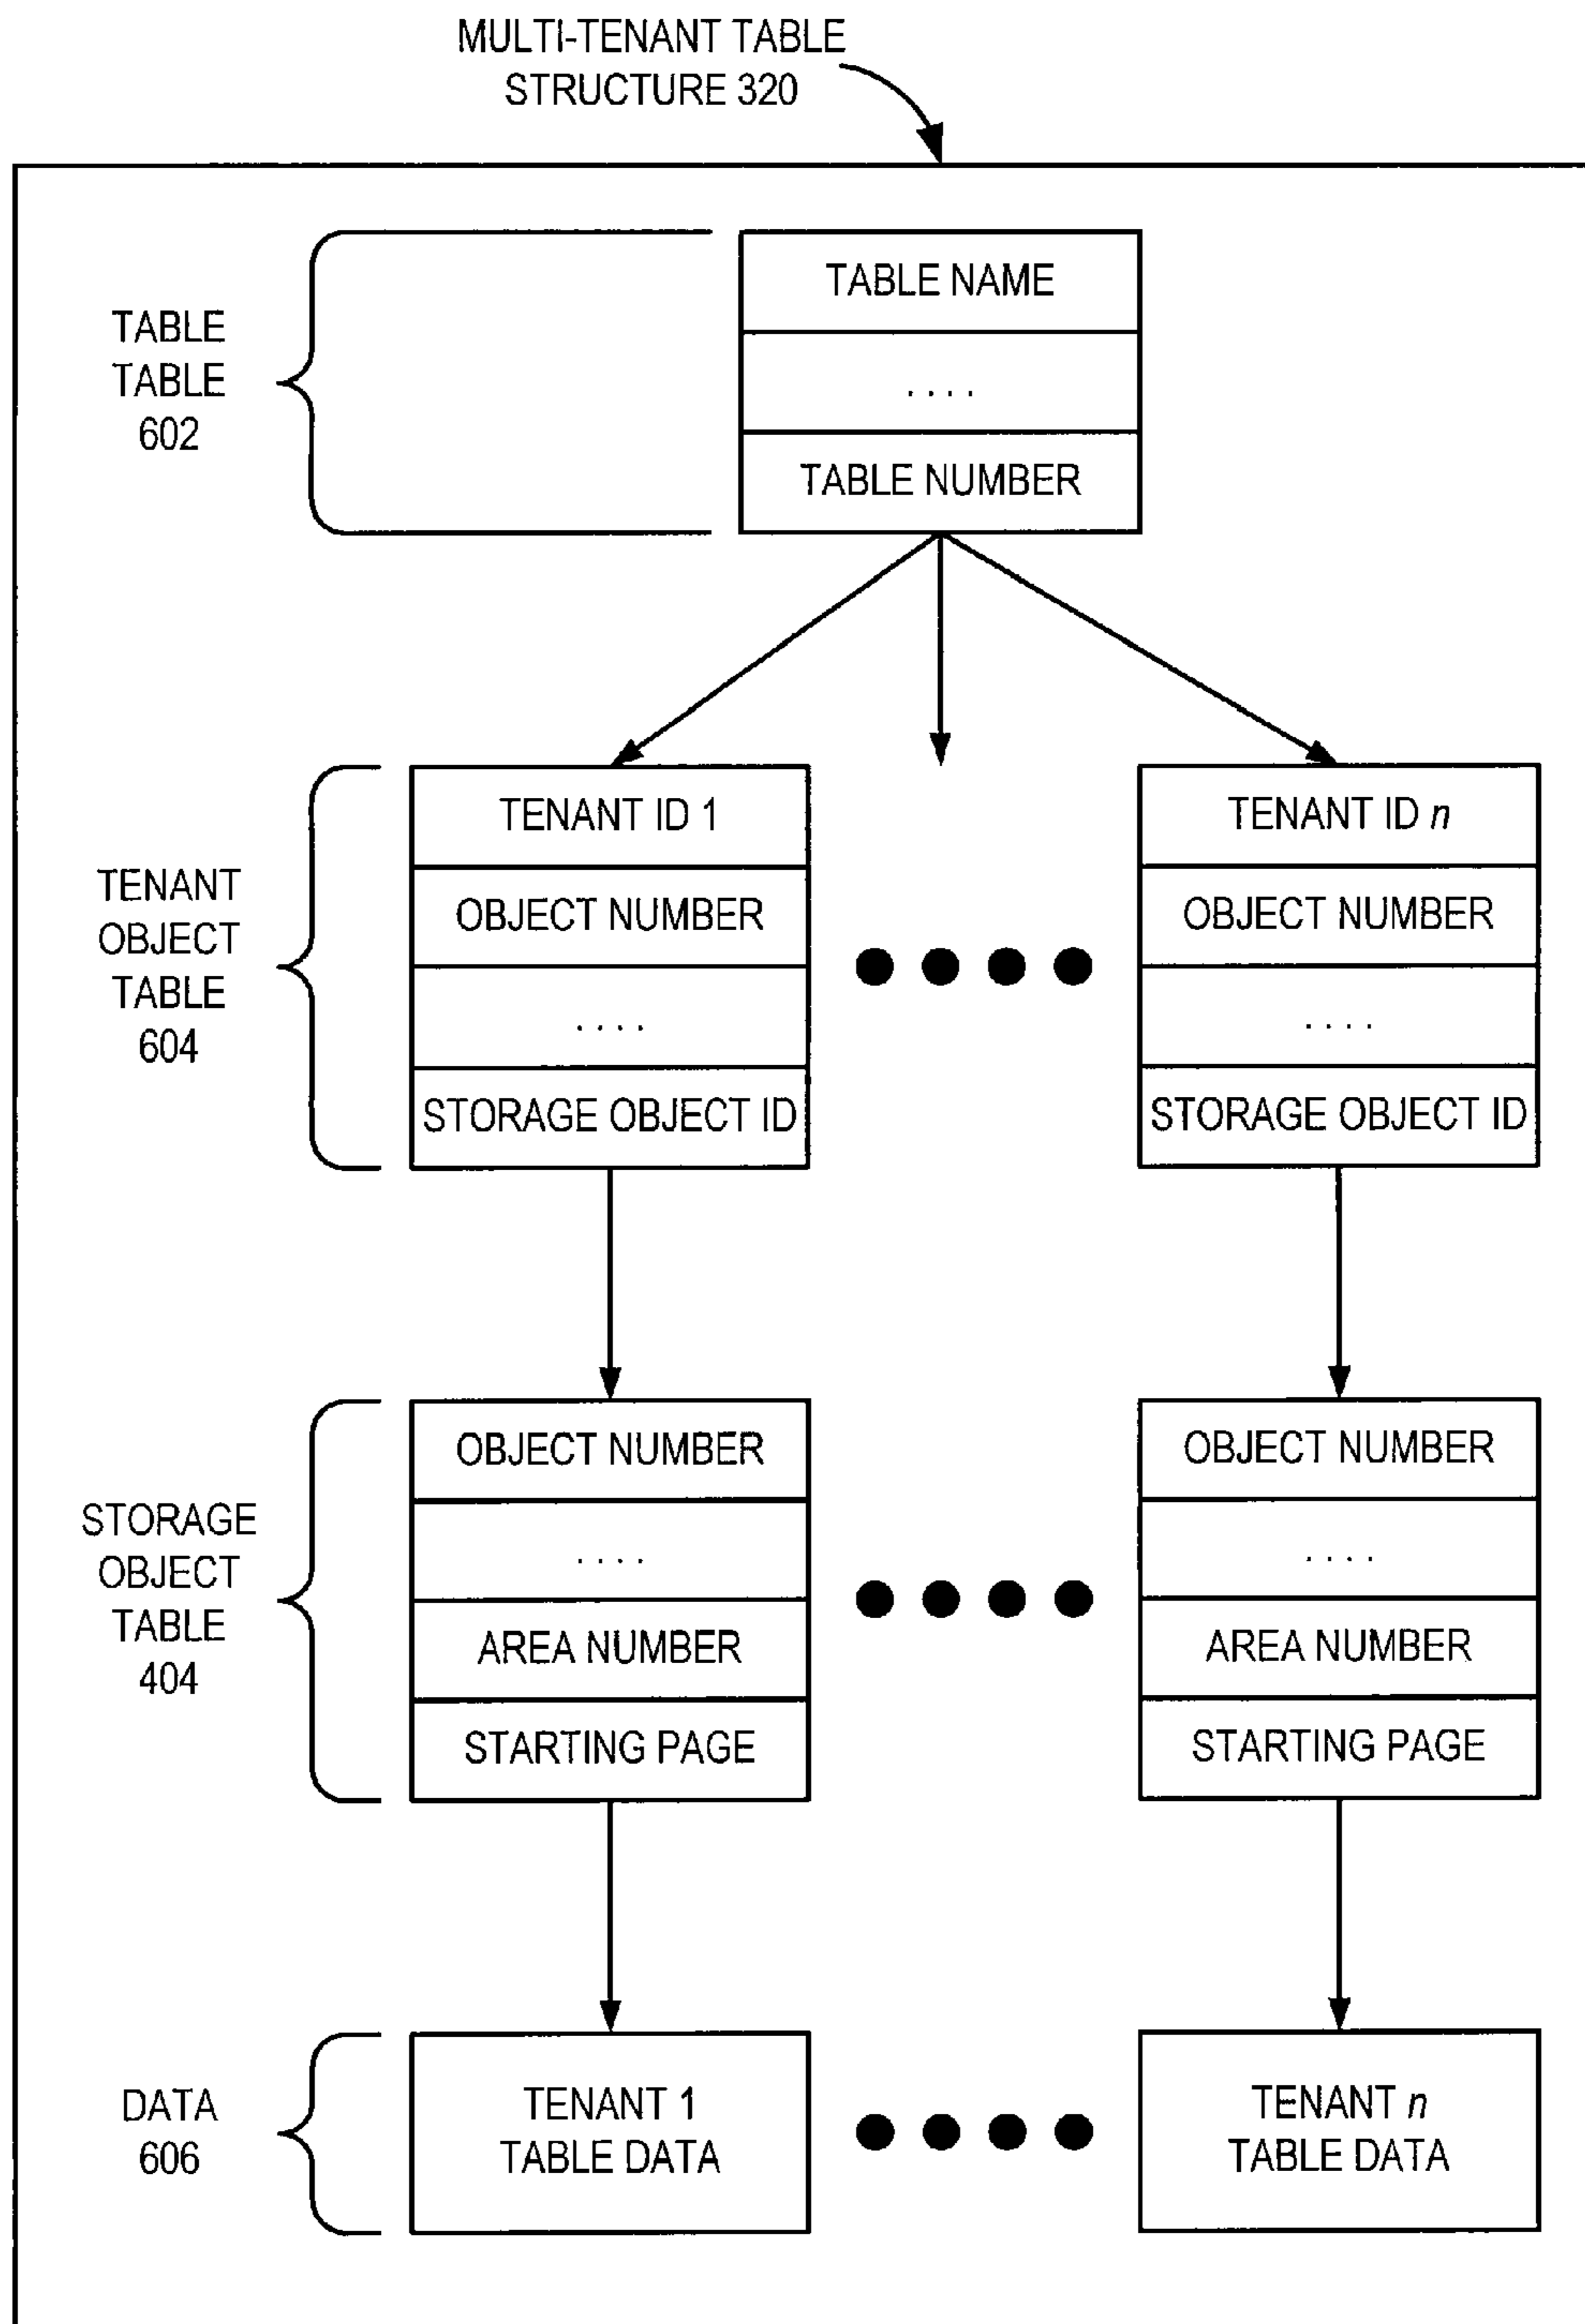 MULTI-TENANT TABLE
STRUCTURE 320
TABLE
TABLE
602
TABLE NAME
. . . .
TABLE NUMBER
TENANT
OBJECT
TABLE
604
TENANT ID 1
OBJECT NUMBER
. . . .
STORAGE OBJECT ID
TENANT ID n
OBJECT NUMBER
. . . .
STORAGE OBJECT ID
STORAGE
OBJECT
TABLE
404
OBJECT NUMBER
. . . .
AREA NUMBER
STARTING PAGE
OBJECT NUMBER
. . . .
AREA NUMBER
STARTING PAGE
DATA
606
TENANT 1
TABLE DATA
TENANT n
TABLE DATA